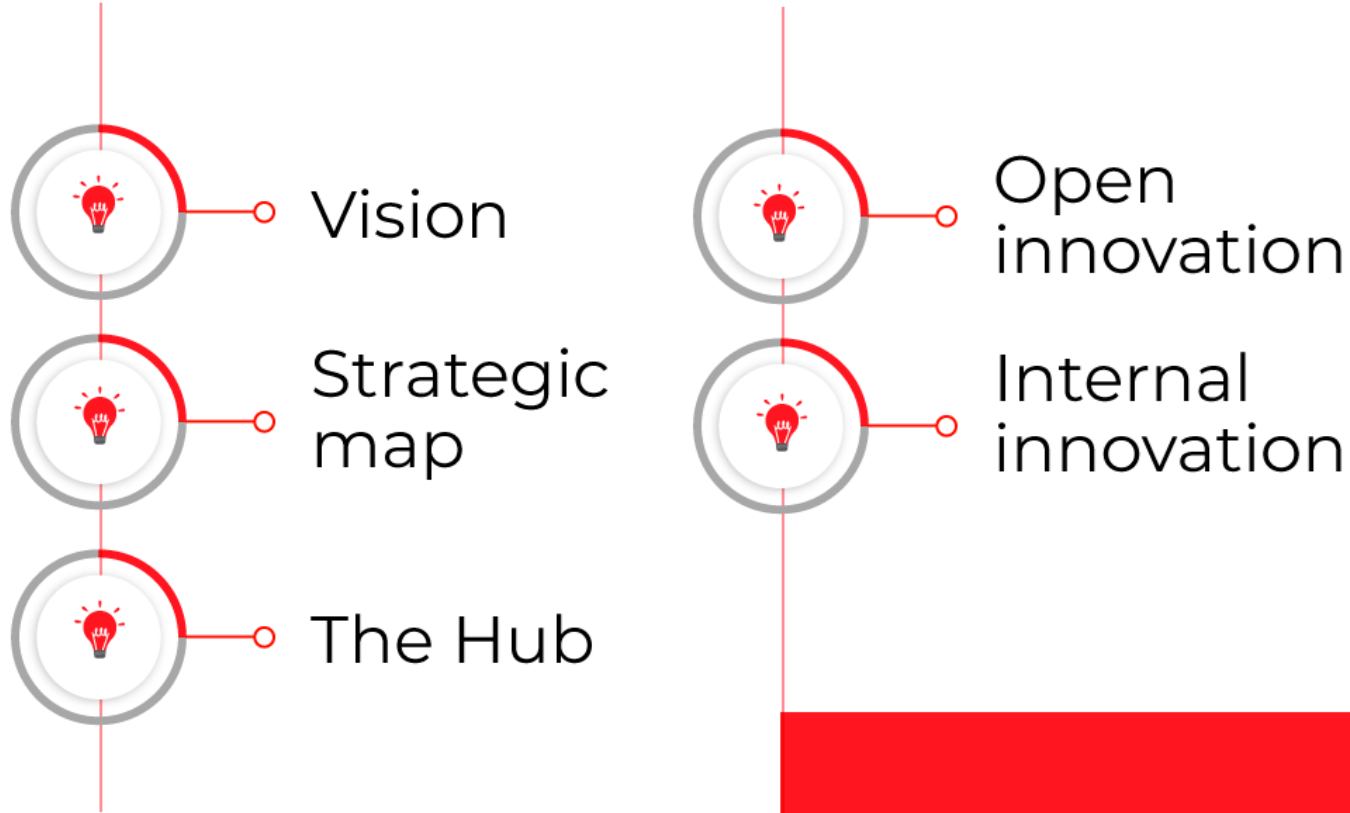 Vision
Strategic
map
The Hub
Open
innovation
Internal
innovation